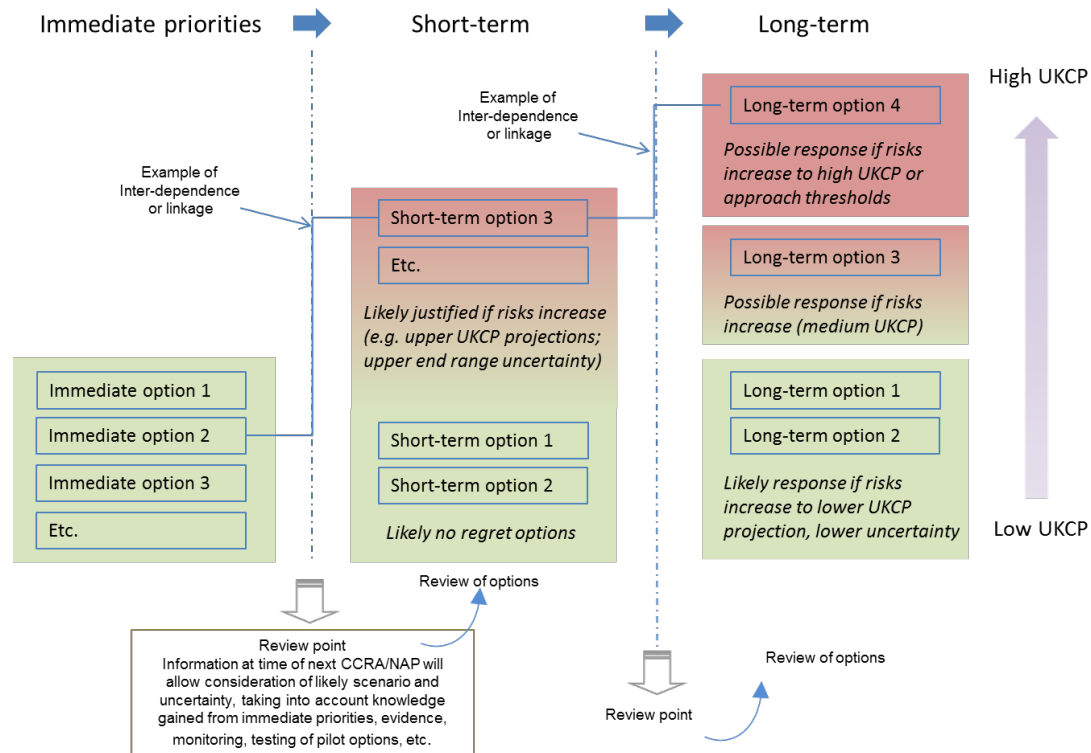 Immediate priorities
Short-term
Long-term
High UKCP
Example of
Inter-dependence
or linkage
Example of
Inter-dependence
or linkage
Long-term option 4
Possible response if risks
increase to high UKCP or
approach thresholds
Short-term option 3
Etc.
Likely justified if risks increase
(e.g. upper UKCP projections;
upper end range uncertainty)
Long-term option 3
Possible response if risks
increase (medium UKCP)
Immediate option 1
Immediate option 2
Immediate option 3
Etc.
Short-term option 1
Short-term option 2
Likely no regret options
Long-term option 1
Long-term option 2
Likely response if risks
increase to lower UKCP
projection, lower uncertainty
Low UKCP
Review of options
Review point
Information at time of next CCRA/NAP will
allow consideration of likely scenario and
uncertainty, taking into account knowledge
gained from immediate priorities, evidence,
monitoring, testing of pilot options, etc.
Review of options
Review point